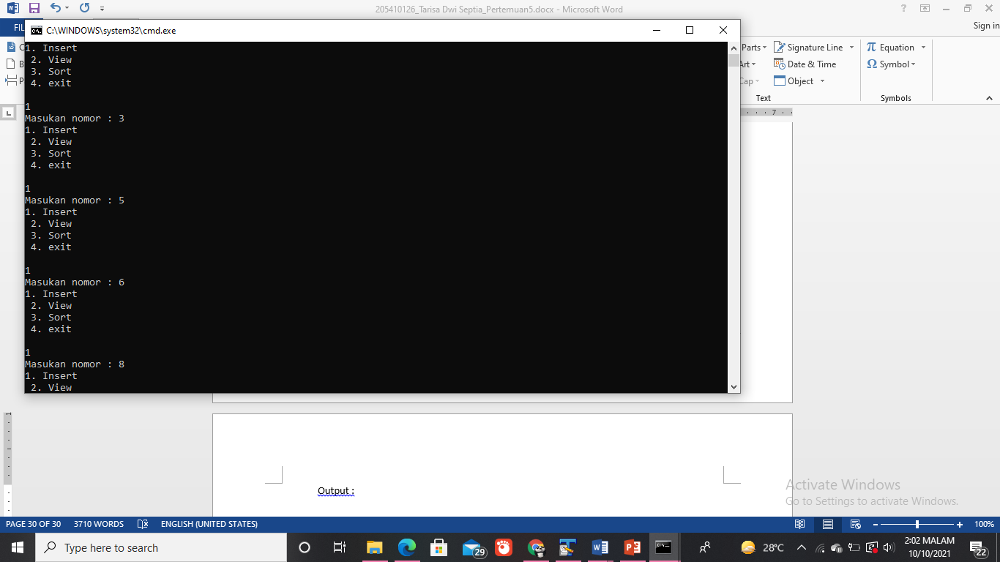 205410126_Tarisa Dwi Septia_Pertemuan5.docx - Microsoft Word
FIL
Sign in
C:\WINDOWS\system32\cmd.exe
1. Insert
2. View
3. Sort
4. exit
1
Masukan nomor : 3
1. Insert
2. View
3. Sort
4. exit
1
Masukan nomor : 5
1. Insert
2. View
3. Sort
4. exit
1
Masukan nomor : 6
1. Insert
2. View
3. Sort
4. exit
1
Masukan nomor : 8
1. Insert
2. View
Parts
Signature Line
Equation
Art
Date & Time
Symbol
Cap
Object
Text
Symbols
7
Output :
Activate Windows
Go to Settings to activate Windows.
PAGE 30 OF 30 3710 WORDS ENGLISH (UNITED STATES)
100%
Type here to search
29
28°C
2:02 MALAM
10/10/2021
22